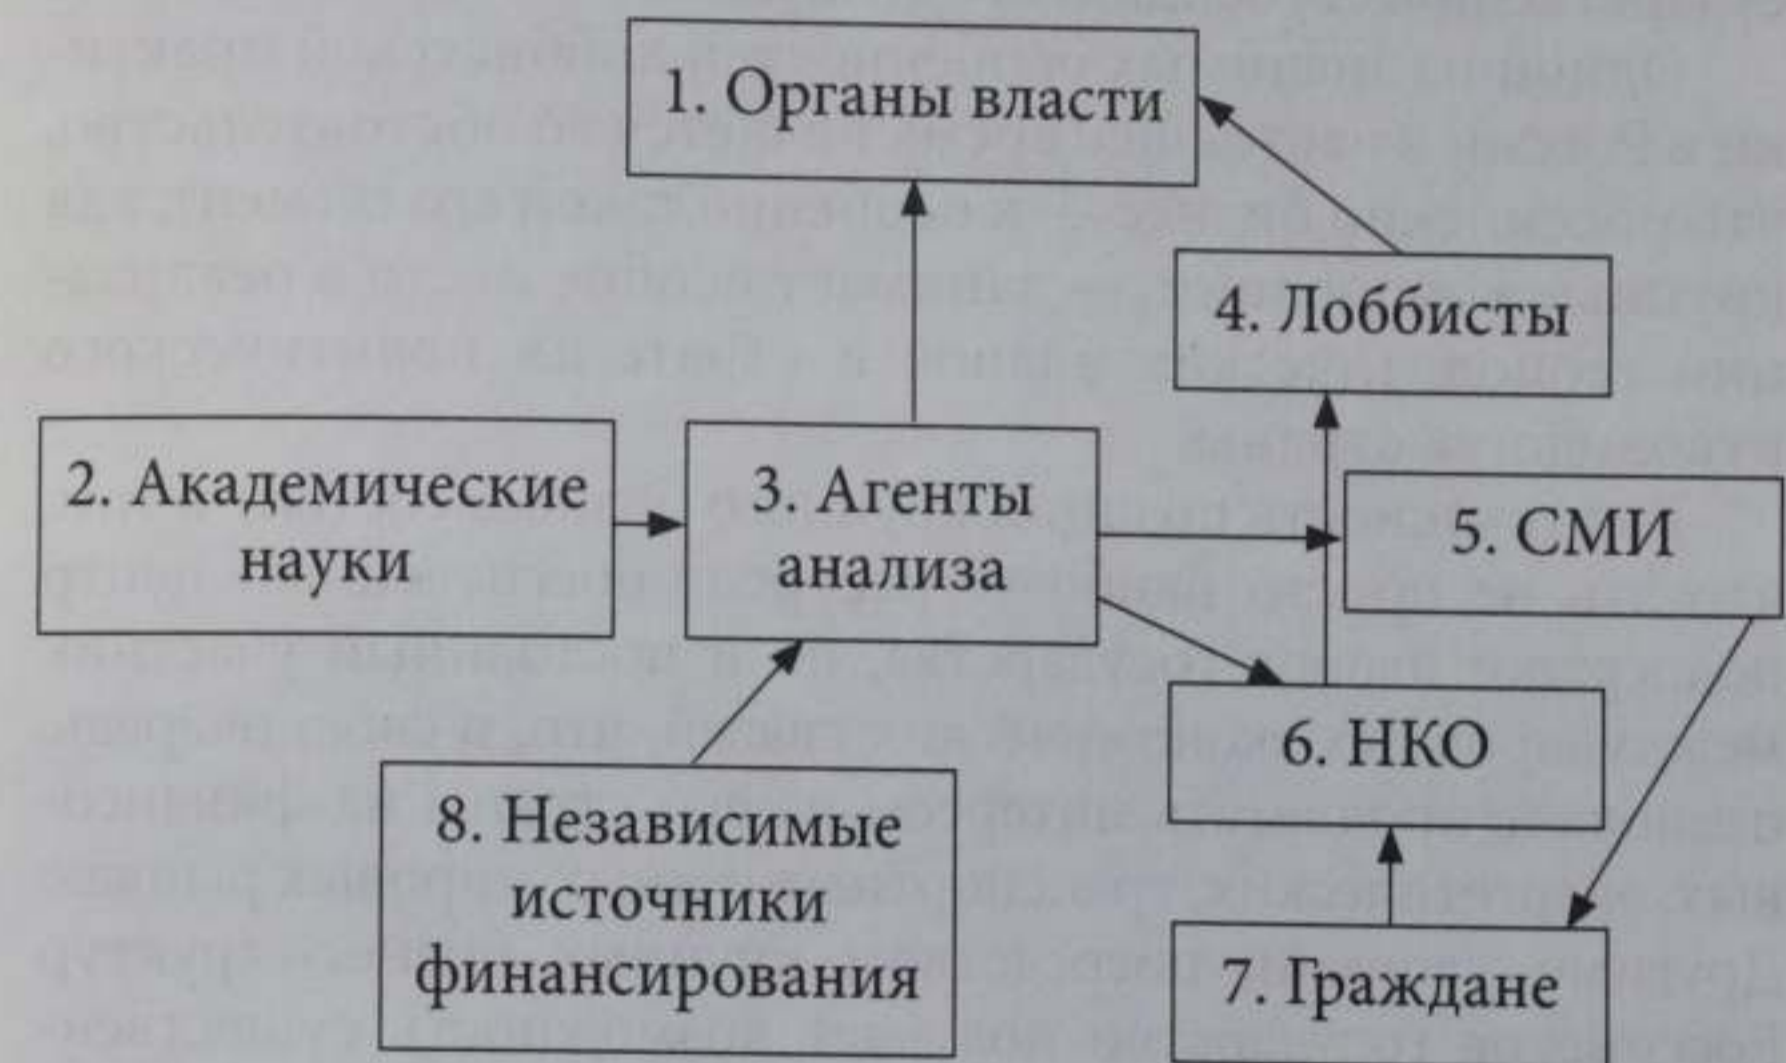 1. Органы власти
4. Лоббисты
2. Академические
науки
3. Агенты
анализа
5. СМИ
6. НКО
8. Независимые
источники
финансирования
7. Граждане